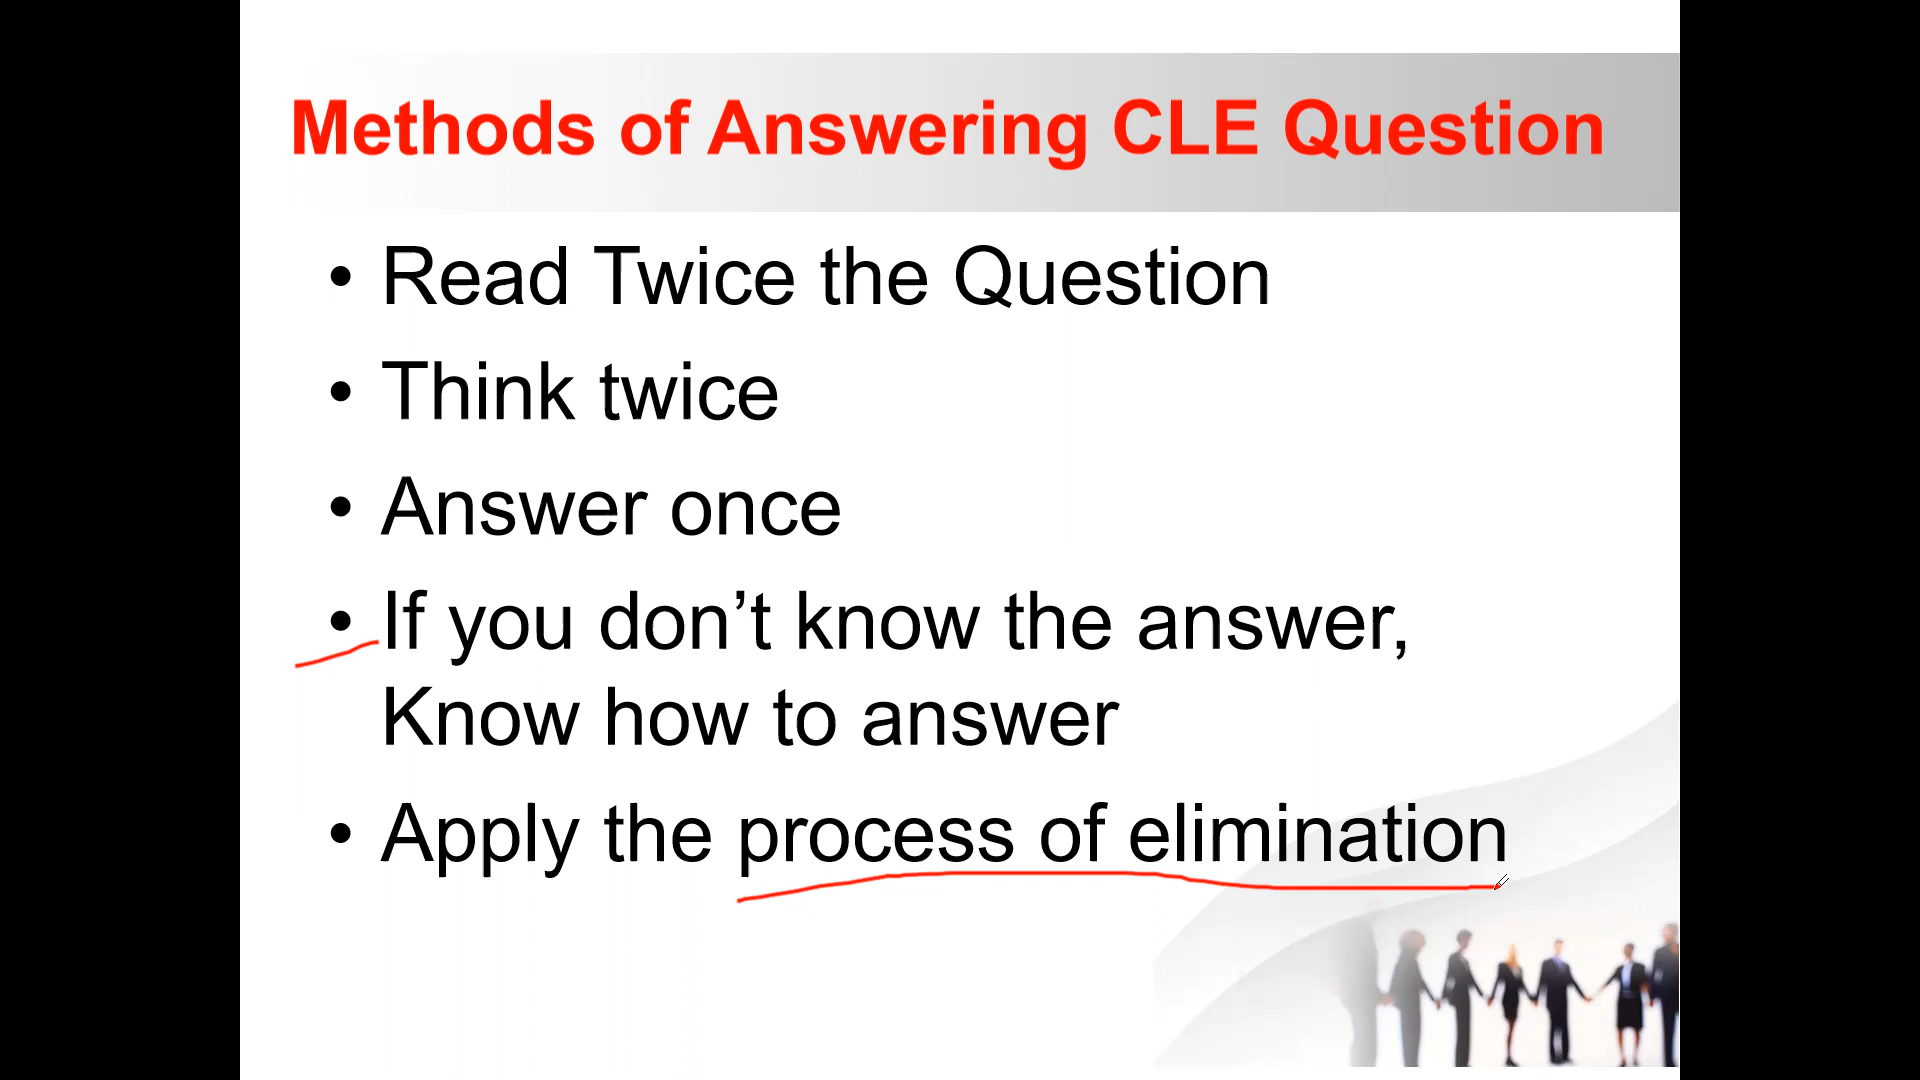 Methods of Answering CLE Question
• Read Twice the Question
• Think twice
• Answer once
• If you don’t know the answer,
Know how to answer
• Apply the process of elimination